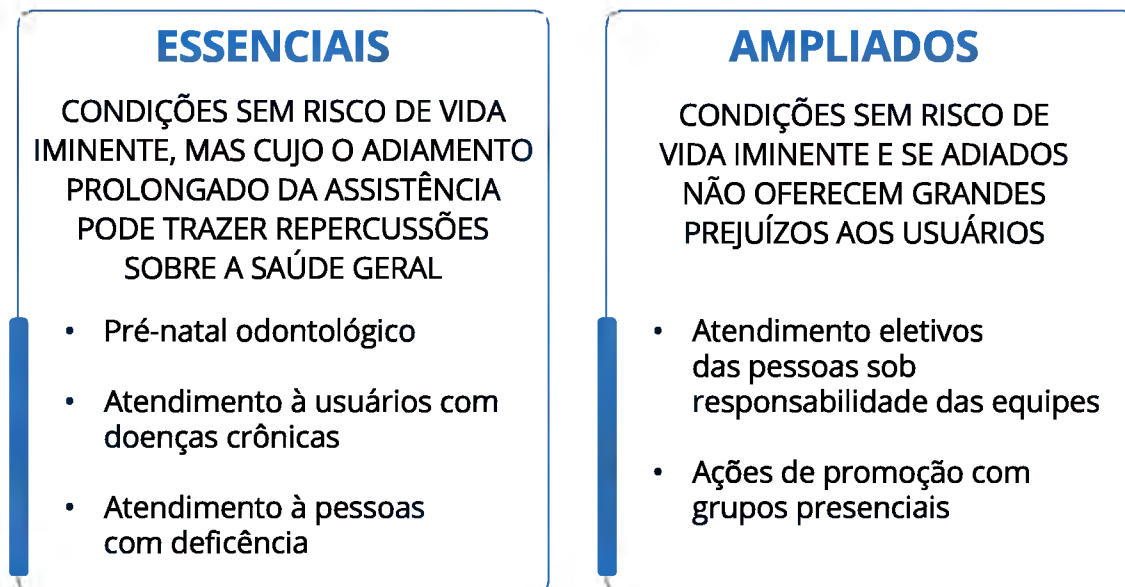 ESSENCIAIS
CONDIÇÕES SEM RISCO DE VIDA
IMINENTE, MAS CUJO O ADIAMENTO
PROLONGADO DA ASSISTÊNCIA
PODE TRAZER REPERCUSSÕES
SOBRE A SAÚDE GERAL
• Pré-natal odontológico
• Atendimento à usuários com
doenças crônicas
• Atendimento à pessoas
com deficência
AMPLIADOS
CONDIÇÕES SEM RISCO DE
VIDA IMINENTE E SE ADIADOS
NÃO OFERECEM GRANDES
PREJUÍZOS AOS USUÁRIOS
• Atendimento eletivos
das pessoas sob
responsabilidade das equipes
• Ações de promoção com
grupos presenciais